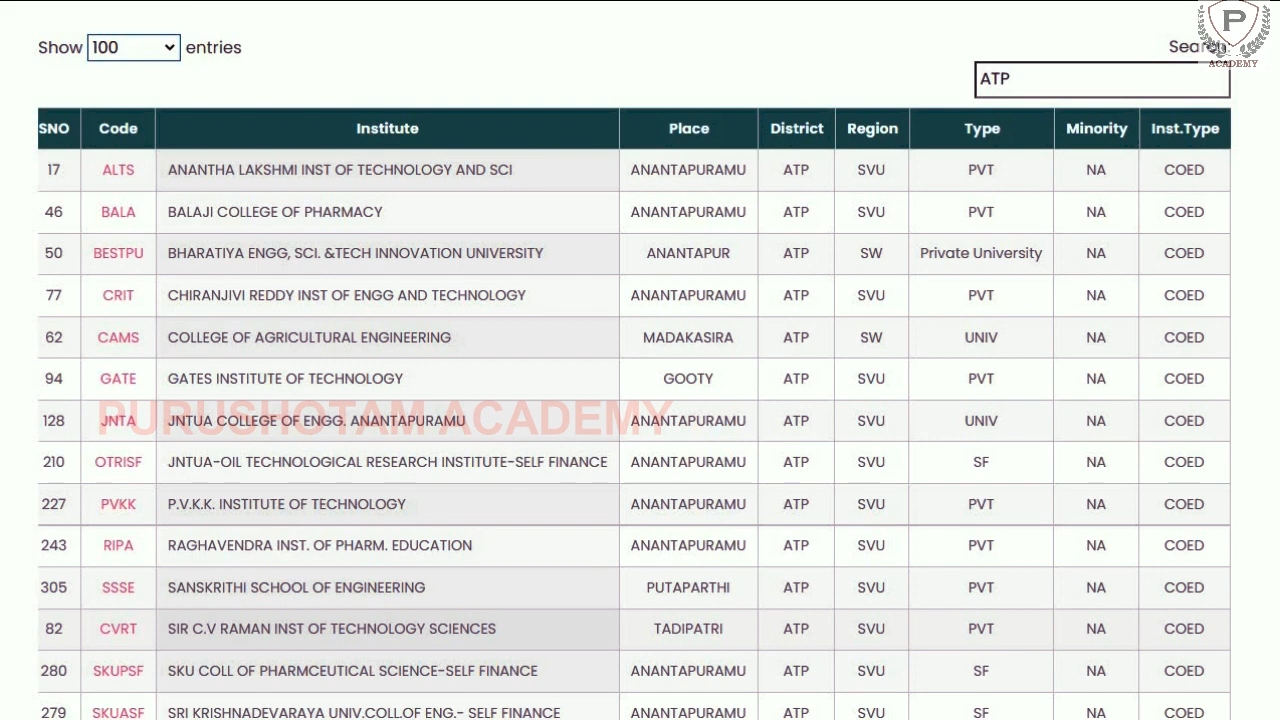 Show 100 entries
Search:
P
ACADEMY
ATP
SNO Code Institute Place District Region Type Minority Inst.Type
17 ALTS ANANTHA LAKSHMI INST OF TECHNOLOGY AND SCI ANANTAPURAMU ATP SVU PVT NA COED
46 BALA BALAJI COLLEGE OF PHARMACY ANANTAPURAMU ATP SVU PVT NA COED
50 BESTPU BHARATIYA ENGG, SCI. &TECH INNOVATION UNIVERSITY ANANTAPUR ATP SW Private University NA COED
77 CRIT CHIRANJIVI REDDY INST OF ENGG AND TECHNOLOGY ANANTAPURAMU ATP SVU PVT NA COED
62 CAMS COLLEGE OF AGRICULTURAL ENGINEERING MADAKASIRA ATP SW UNIV NA COED
94 GATE GATES INSTITUTE OF TECHNOLOGY GOOTY ATP SVU PVT NA COED
PURUSHOTAM ACADEMY
128 JNTA JNTUA COLLEGE OF ENGG. ANANTAPURAMU ANANTAPURAMU ATP SVU UNIV NA COED
210 OTRISF JNTUA-OIL TECHNOLOGICAL RESEARCH INSTITUTE-SELF FINANCE ANANTAPURAMU ATP SVU SF NA COED
227 PVKK P.V.K.K. INSTITUTE OF TECHNOLOGY ANANTAPURAMU ATP SVU PVT NA COED
243 RIPA RAGHAVENDRA INST. OF PHARM. EDUCATION ANANTAPURAMU ATP SVU PVT NA COED
305 SSSE SANSKRITHI SCHOOL OF ENGINEERING PUTAPARTHI ATP SVU PVT NA COED
82 CVRT SIR C.V RAMAN INST OF TECHNOLOGY SCIENCES TADIPATRI ATP SVU PVT NA COED
280 SKUPSF SKU COLL OF PHARMCEUTICAL SCIENCE-SELF FINANCE ANANTAPURAMU ATP SVU SF NA COED
279 SKUASF SRI KRISHNADEVARAYA UNIV.COLL.OF ENG.- SELF FINANCE ANANTAPURAMU ATP SVU SF NA COED